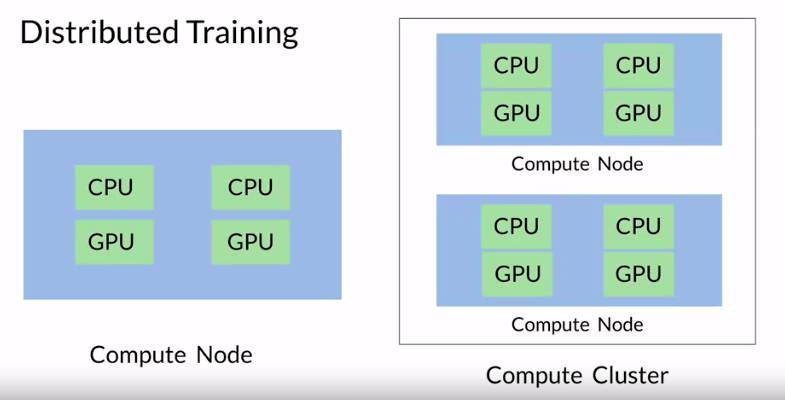 Distributed Training
CPU CPU
GPU GPU
Compute Node
CPU CPU
GPU GPU
Compute Node
CPU CPU
GPU GPU
Compute Node
Compute Cluster